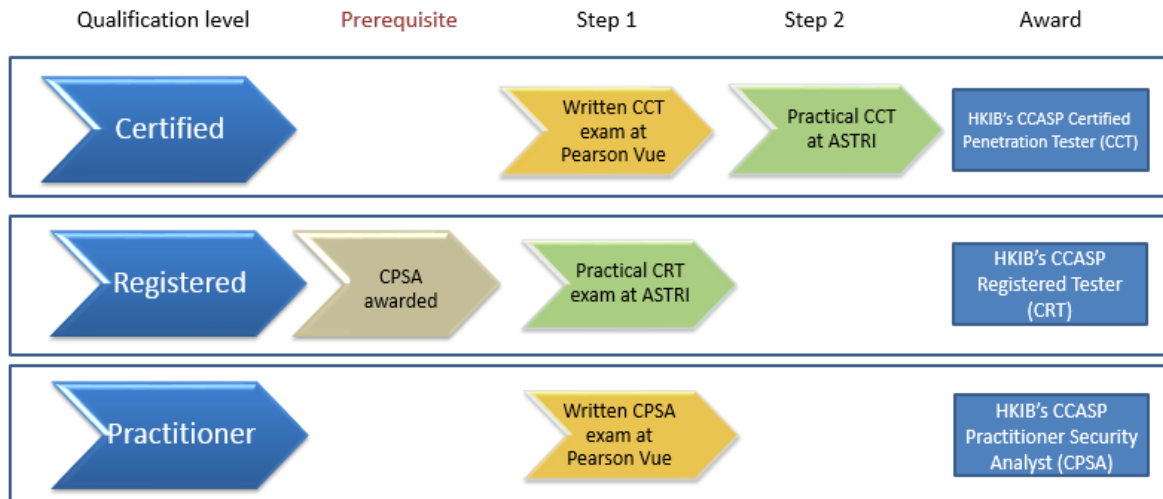 Qualification level
Prerequisite
Step 1
Step 2
Award
Certified
Written CCT
exam at
Pearson Vue
Practical CCT
at ASTRI
HKIB's CCASP Certified
Penetration Tester (CCT)
Registered
CPSA
awarded
Practical CRT
exam at ASTRI
HKIB's CCASP
Registered Tester
(CRT)
Practitioner
Written CPSA
exam at
Pearson Vue
HKIB's CCASP
Practitioner Security
Analyst (CPSA)